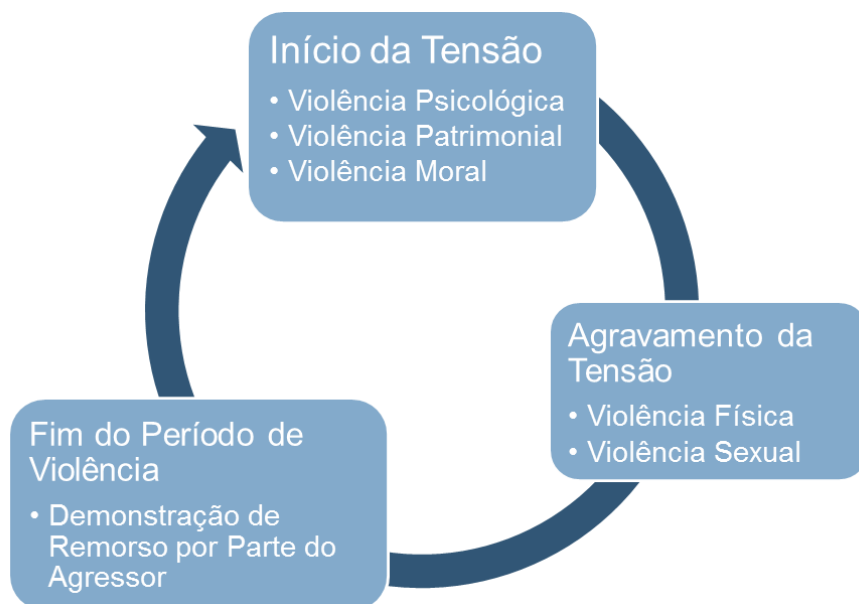 Início da Tensão
• Violência Psicológica
• Violência Patrimonial
• Violência Moral
Agravamento da
Tensão
• Violência Física
• Violência Sexual
Fim do Período de
Violência
• Demonstração de
Remorso por Parte do
Agressor